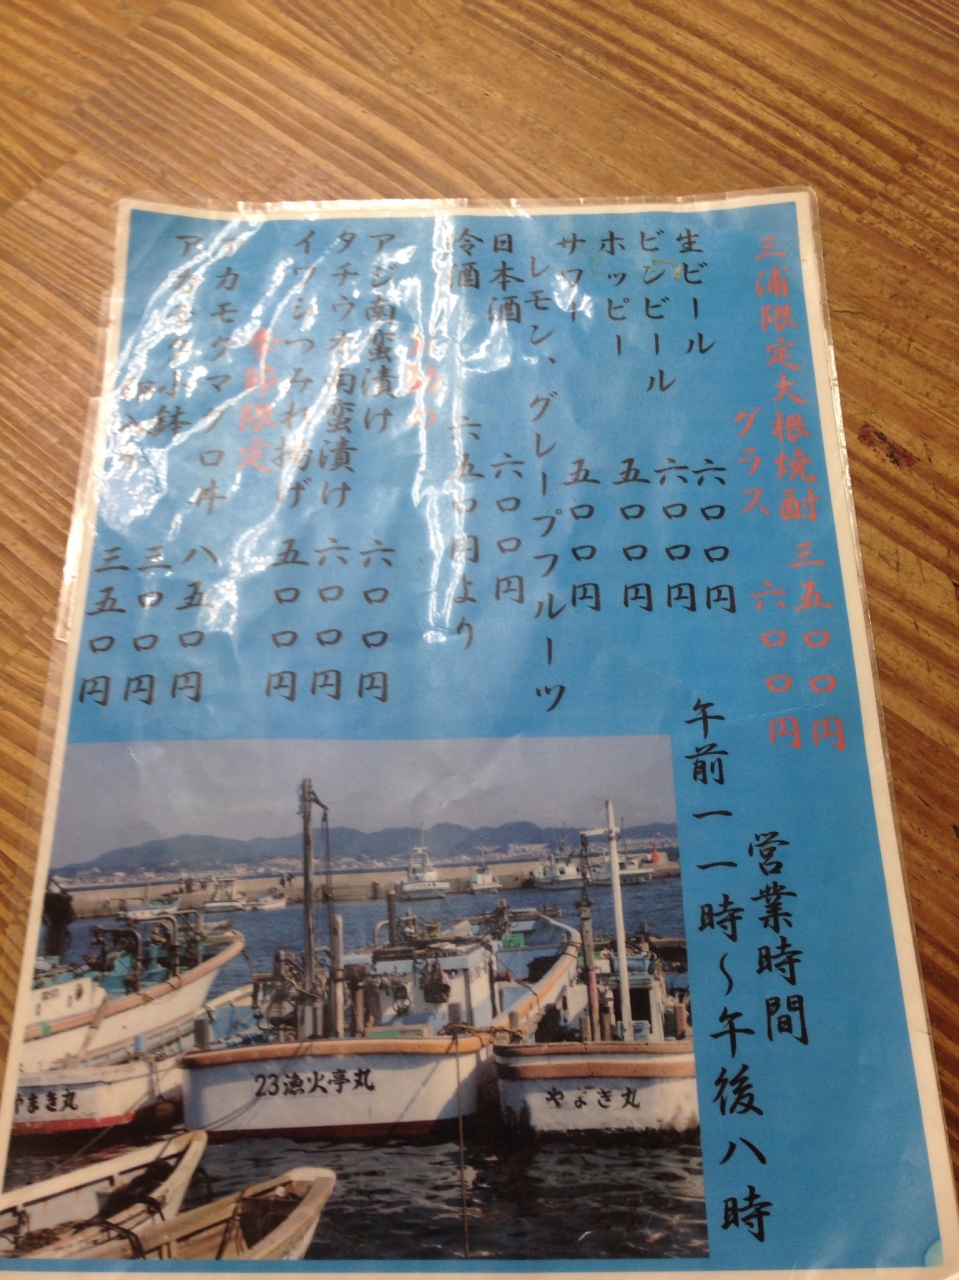 三浦限定大根焼酎 三五〇〇円
グラス 六〇〇円
生ビール 六〇〇円
ビンビール 六〇〇円
ホッピー 五〇〇円
サワー 五〇〇円
レモン、グレープフルーツ
日本酒 六〇〇円
冷酒 六五〇円より
アジ南蛮漬け 六〇〇円
タチウオ南蛮漬け 六〇〇円
イワシつみれ揚げ 五〇〇円
季節限定
アカモクマグロ丼 八五〇円
アカモク小鉢 三〇〇円
三五〇円
営業時間
午前一一時〜午後八時
やまき丸
23漁火亭丸
やまき丸